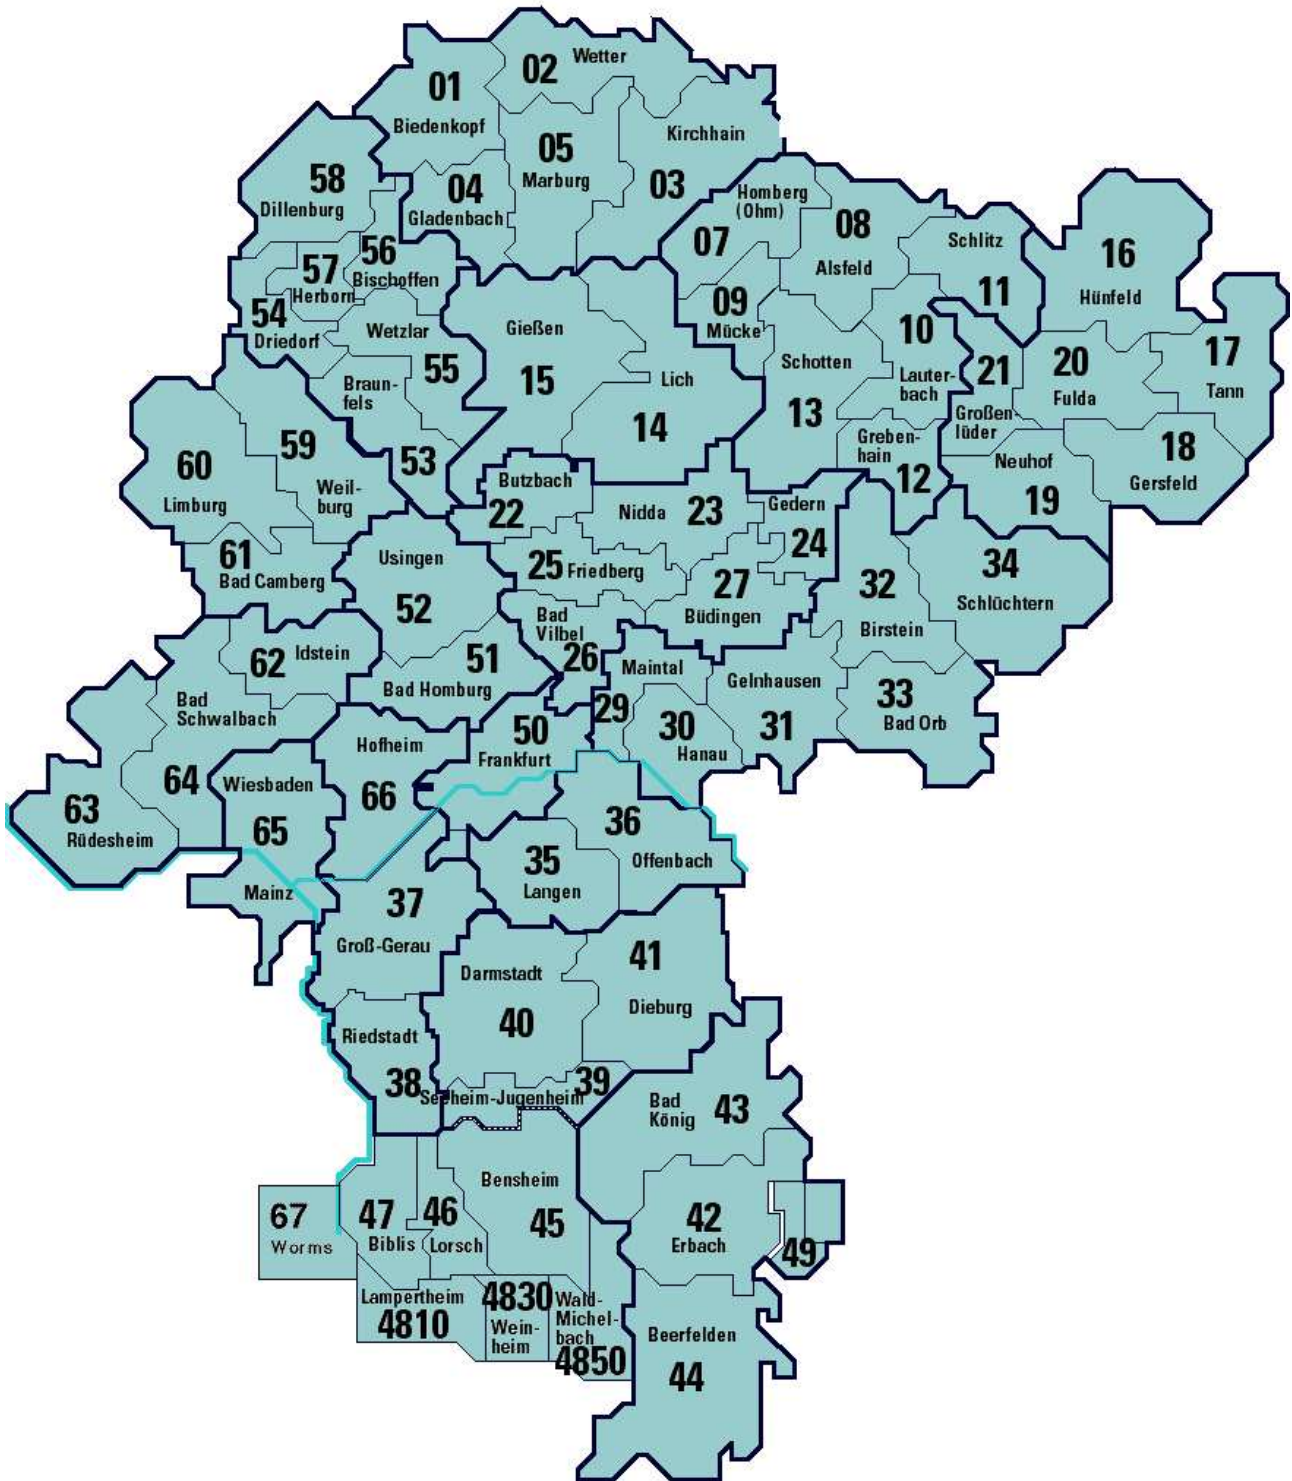 02
Wetter
01
Biedenkopf
Kirchhain
05
Marburg
03
58
Dillenburg
04
Gladenbach
Homberg
(Ohm)
07
08
Alsfeld
Schlitz
11
16
Hünfeld
56
Bischoffen
57
Herborn
54
Driedorf
Wetzlar
55
Gießen
15
09
Mücke
10
Lauter-
bach
21
Großen-
lüder
20
Fulda
17
Tann
Braun-
fels
Lich
14
Schotten
13
59
Weil-
burg
60
Limburg
53
Greben-
hain
12
Neuhof
19
18
Gersfeld
Butzbach
22
Nidda
23
Gedern
24
61
Bad Camberg
Usingen
52
25
Friedberg
27
Büdingen
32
Birstein
34
Schlüchtern
Bad
Vilbel
26
62
Idstein
51
Bad Homburg
Maintal
29
Gelnhausen
31
33
Bad Orb
Bad
Schwalbach
64
Hofheim
66
50
Frankfurt
30
Hanau
63
Rüdesheim
Wiesbaden
65
36
Offenbach
35
Langen
Mainz
37
Groß-Gerau
Darmstadt
40
41
Dieburg
Riedstadt
38
39
Seeheim-Jugenheim
Bad
König
43
Bensheim
45
67
Worms
47
Biblis
46
Lorsch
42
Erbach
49
Lampertheim
4810
4830
Wein-
heim
Wald-
Michel-
bach
4850
Beerfelden
44